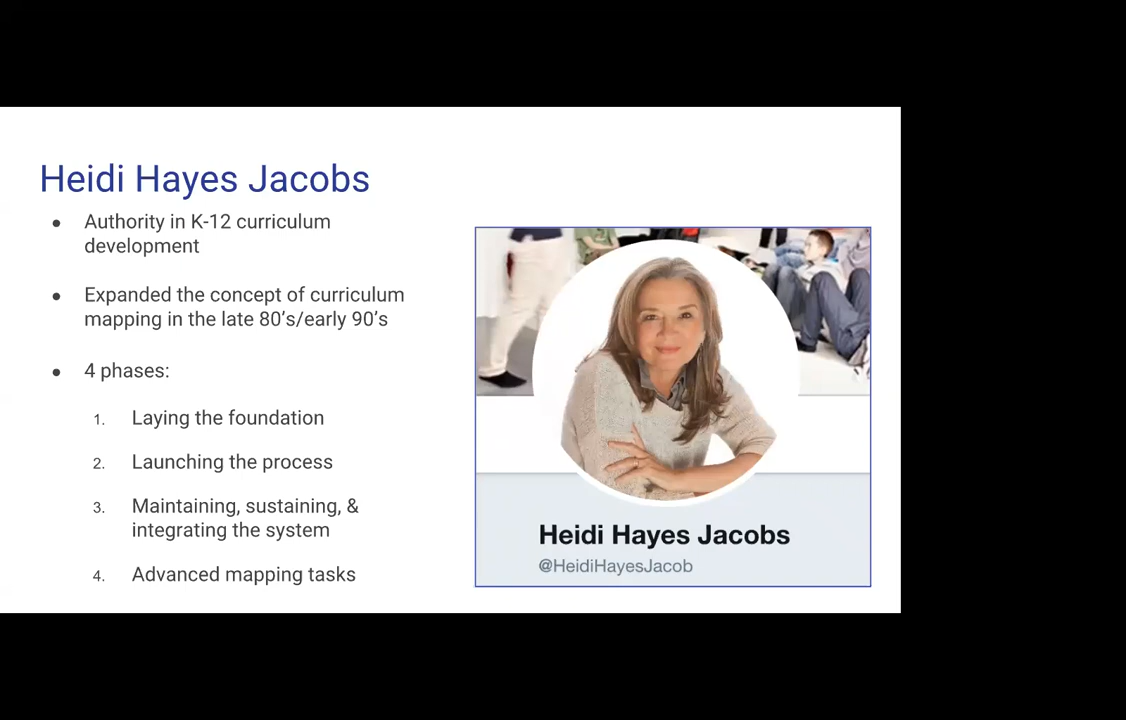 Heidi Hayes Jacobs
● Authority in K-12 curriculum
development
● Expanded the concept of curriculum
mapping in the late 80's/early 90's
● 4 phases:
1. Laying the foundation
2. Launching the process
3. Maintaining, sustaining, &
integrating the system
4. Advanced mapping tasks
Heidi Hayes Jacobs
@HeidiHayesJacob